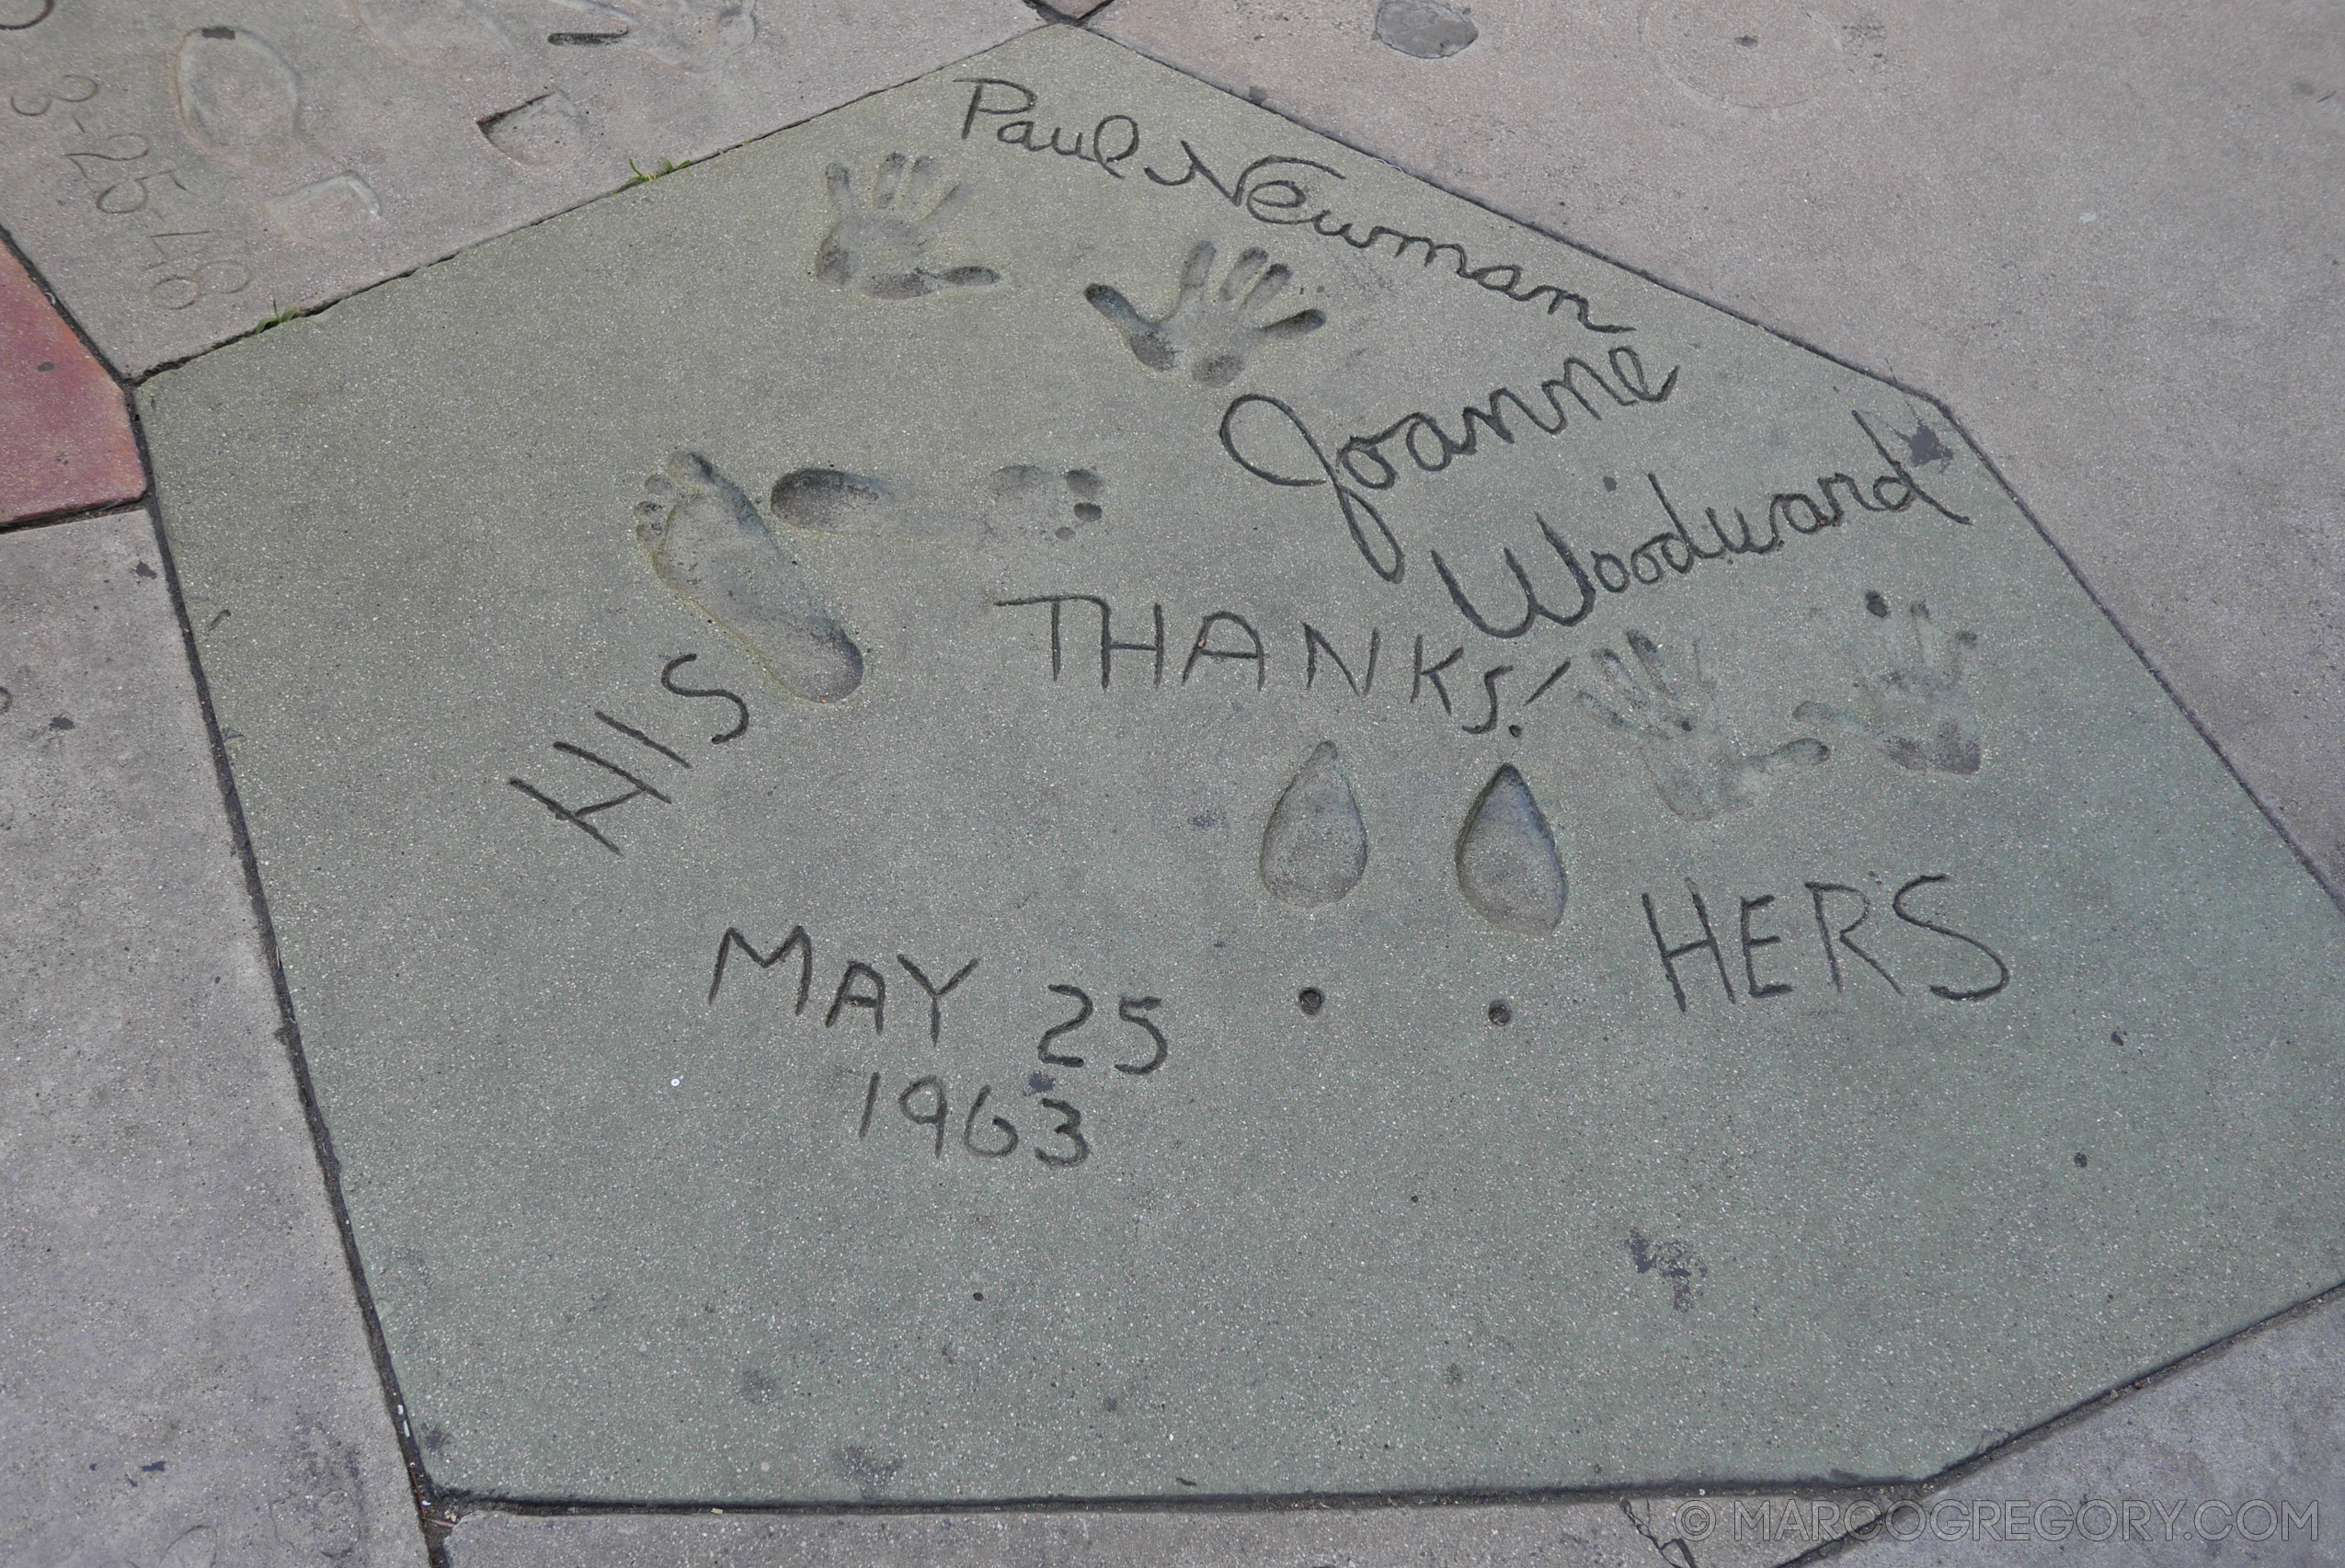 3-25-48
Paul Newman
Joanne
Woodward
THANKS!
HIS
HERS
MAY 25
1963
© MARCOGREGORY.COM